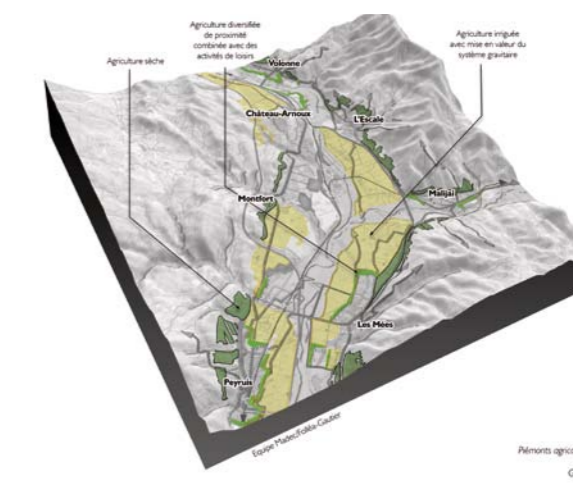 Agriculture diversifiée
de proximité
combinée avec des
activités de loisirs
Agriculture irriguée
avec mise en valeur du
système gravitaire
Agriculture sèche
Volonne
Château-Arnoux
L'Escale
Malijai
Montfort
Les Mées
Peyruis
Equipe Madec/Folléa-Gautier
Piémonts